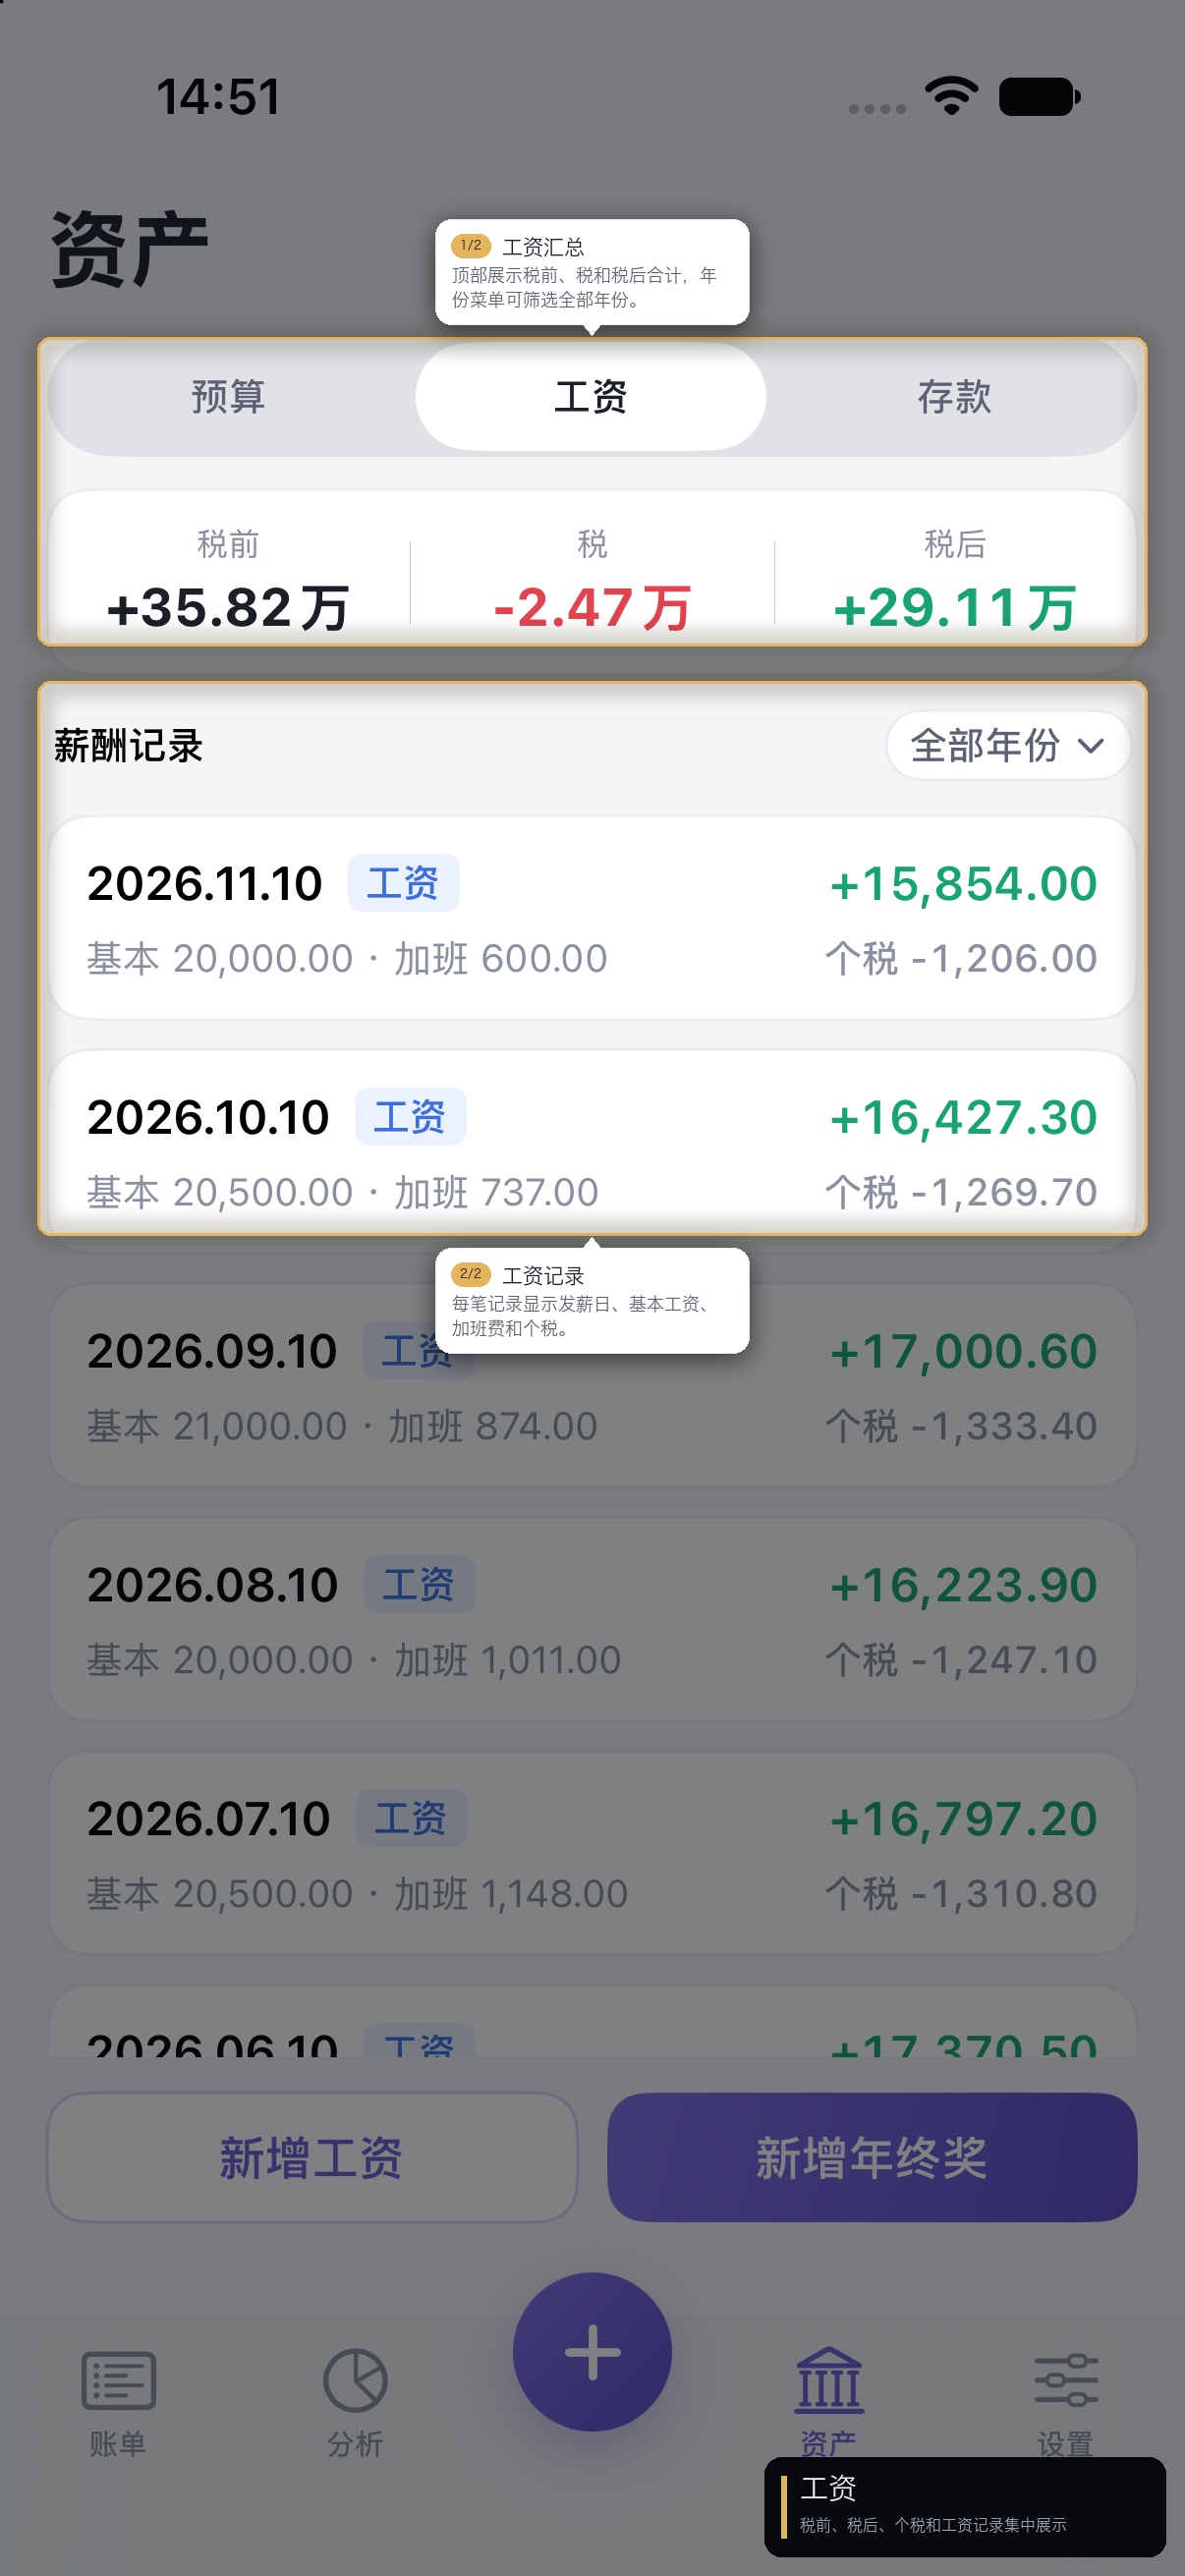 14:51
资产
1/2 工资汇总
顶部展示税前、税和税后合计，年
份菜单可筛选全部年份。
预算 工资 存款
税前 税 税后
+35.82万 -2.47万 +29.11万
薪酬记录 全部年份
2026.11.10 工资 +15,854.00
基本 20,000.00 · 加班 600.00 个税 -1,206.00
2026.10.10 工资 +16,427.30
基本 20,500.00 · 加班 737.00 个税 -1,269.70
2/2 工资记录
每笔记录显示发薪日、基本工资、
加班费和个税。
2026.09.10 工资 +17,000.60
基本 21,000.00 · 加班 874.00 个税 -1,333.40
2026.08.10 工资 +16,223.90
基本 20,000.00 · 加班 1,011.00 个税 -1,247.10
2026.07.10 工资 +16,797.20
基本 20,500.00 · 加班 1,148.00 个税 -1,310.80
2026.06.10 工资 +17,370.50
新增工资 新增年终奖
账单 分析 资产 设置
工资
税前、税后、个税和工资记录集中展示